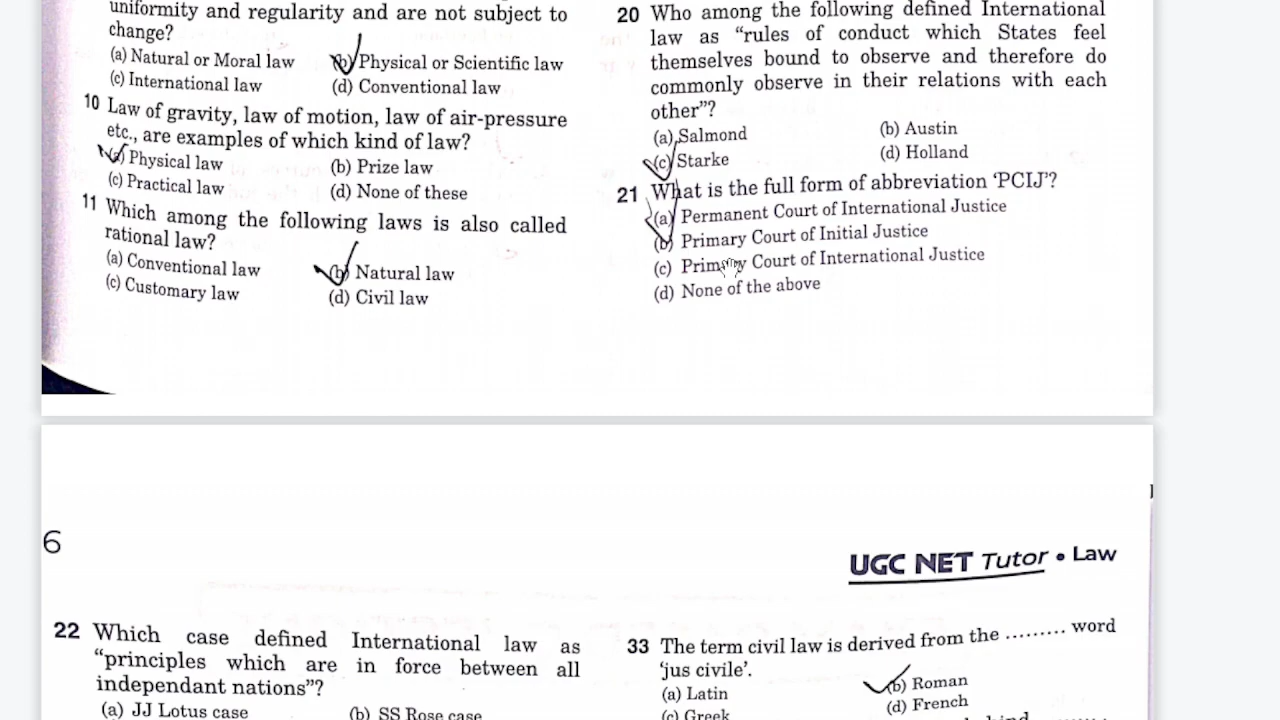 uniformity and regularity and are not subject to
change?
(a) Natural or Moral law (b) Physical or Scientific law
(c) International law (d) Conventional law
10 Law of gravity, law of motion, law of air-pressure
etc., are examples of which kind of law?
(a) Physical law (b) Prize law
(c) Practical law (d) None of these
11 Which among the following laws is also called
rational law?
(a) Conventional law (b) Natural law
(c) Customary law (d) Civil law
20 Who among the following defined International
law as “rules of conduct which States feel
themselves bound to observe and therefore do
commonly observe in their relations with each
other”?
(a) Salmond (b) Austin
(c) Starke (d) Holland
21 What is the full form of abbreviation ‘PCIJ’?
(a) Permanent Court of International Justice
(b) Primary Court of Initial Justice
(c) Primary Court of International Justice
(d) None of the above
6
UGC NET Tutor • Law
22 Which case defined International law as
“principles which are in force between all
independant nations”?
(a) JJ Lotus case (b) SS Rose case
33 The term civil law is derived from the ......... word
‘jus civile’.
(a) Latin (b) Roman
(c) Greek (d) French